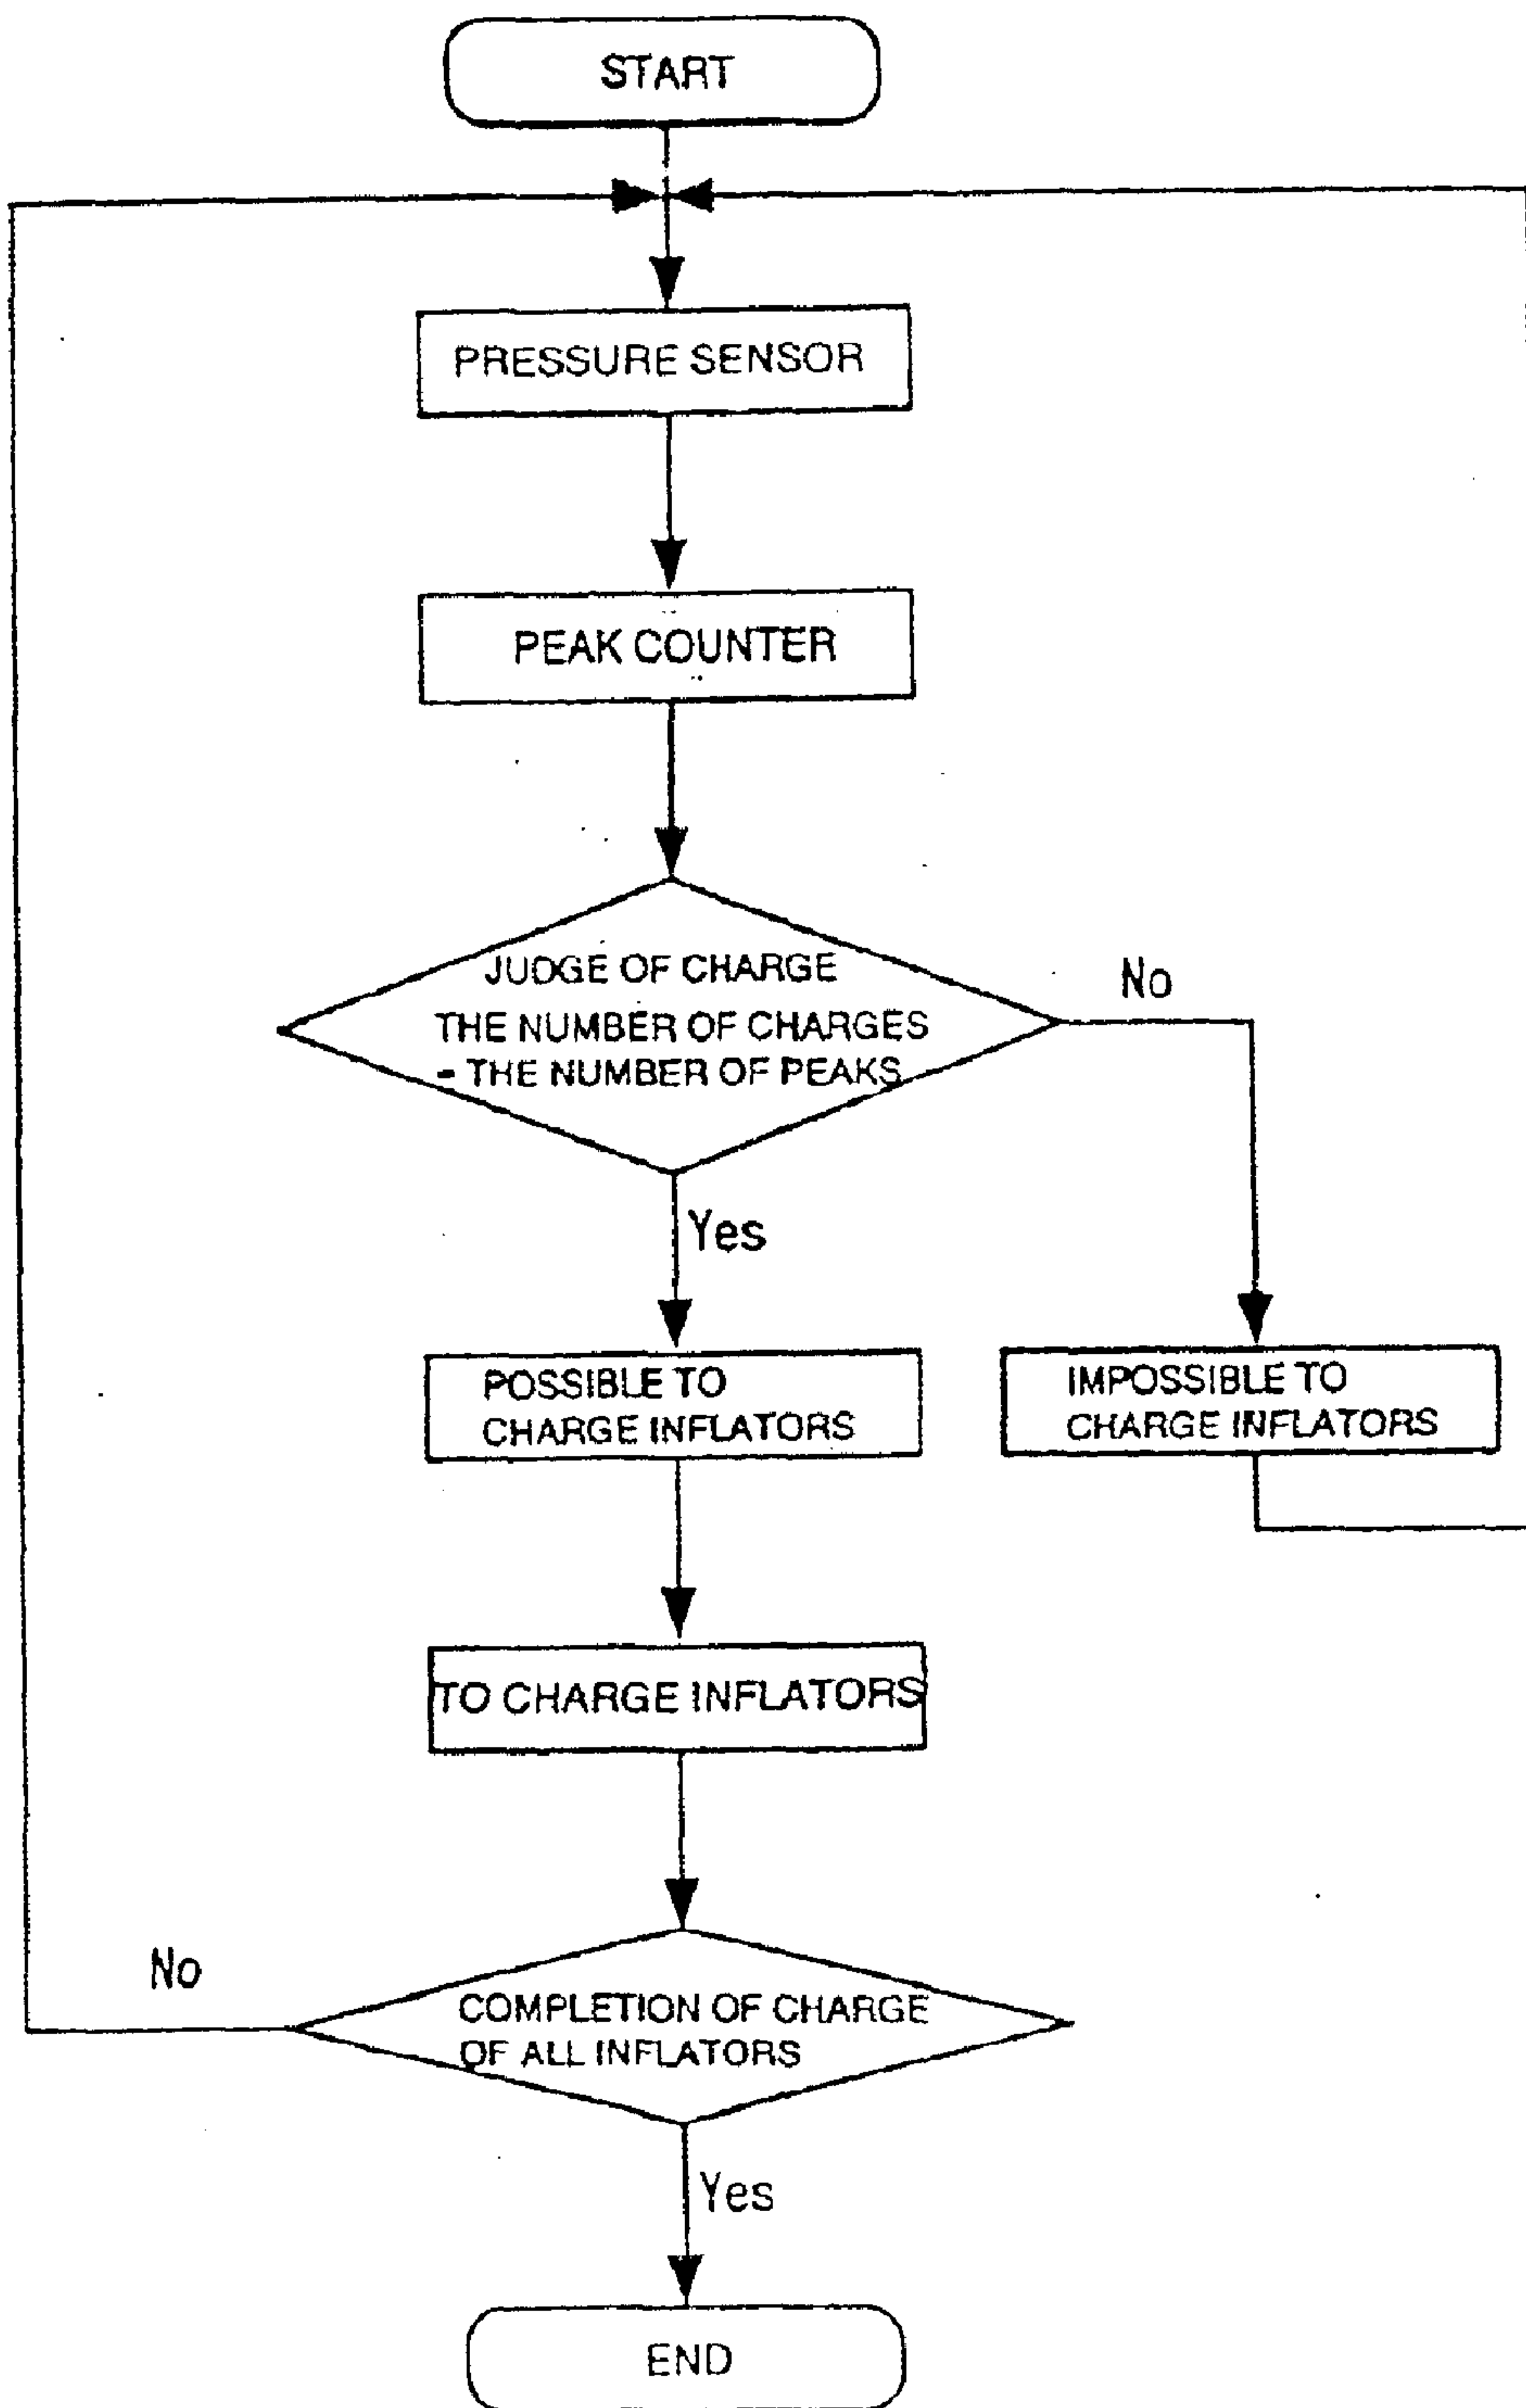 START
PRESSURE SENSOR
PEAK COUNTER
JUDGE OF CHARGE
THE NUMBER OF CHARGES
- THE NUMBER OF PEAKS
No
Yes
POSSIBLE TO
CHARGE INFLATORS
IMPOSSIBLE TO
CHARGE INFLATORS
TO CHARGE INFLATORS
No
COMPLETION OF CHARGE
OF ALL INFLATORS
Yes
END